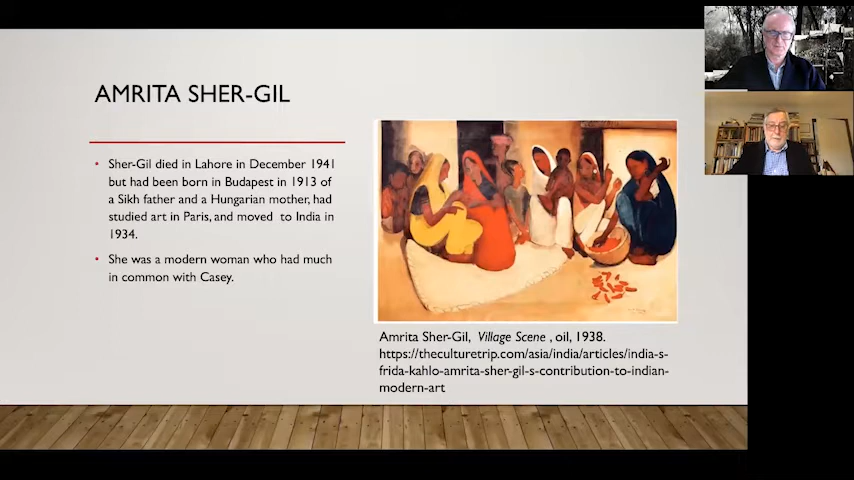 AMRITA SHER-GIL
• Sher-Gil died in Lahore in December 1941
but had been born in Budapest in 1913 of
a Sikh father and a Hungarian mother, had
studied art in Paris, and moved to India in
1934.
• She was a modern woman who had much
in common with Casey.
Amrita Sher-Gil, Village Scene , oil, 1938.
https://theculturetrip.com/asia/india/articles/india-s-
frida-kahlo-amrita-sher-gil-s-contribution-to-indian-
modern-art